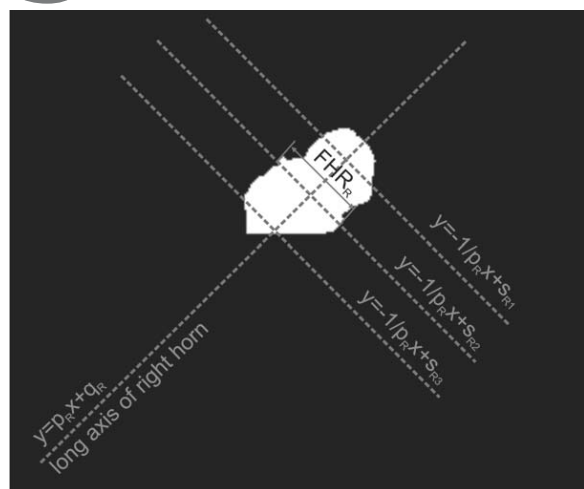 FHR_R
y=-1/p_Rx+s_R1
y=-1/p_Rx+s_R2
y=-1/p_Rx+s_R3
y=p_Rx+q_R
long axis of right horn